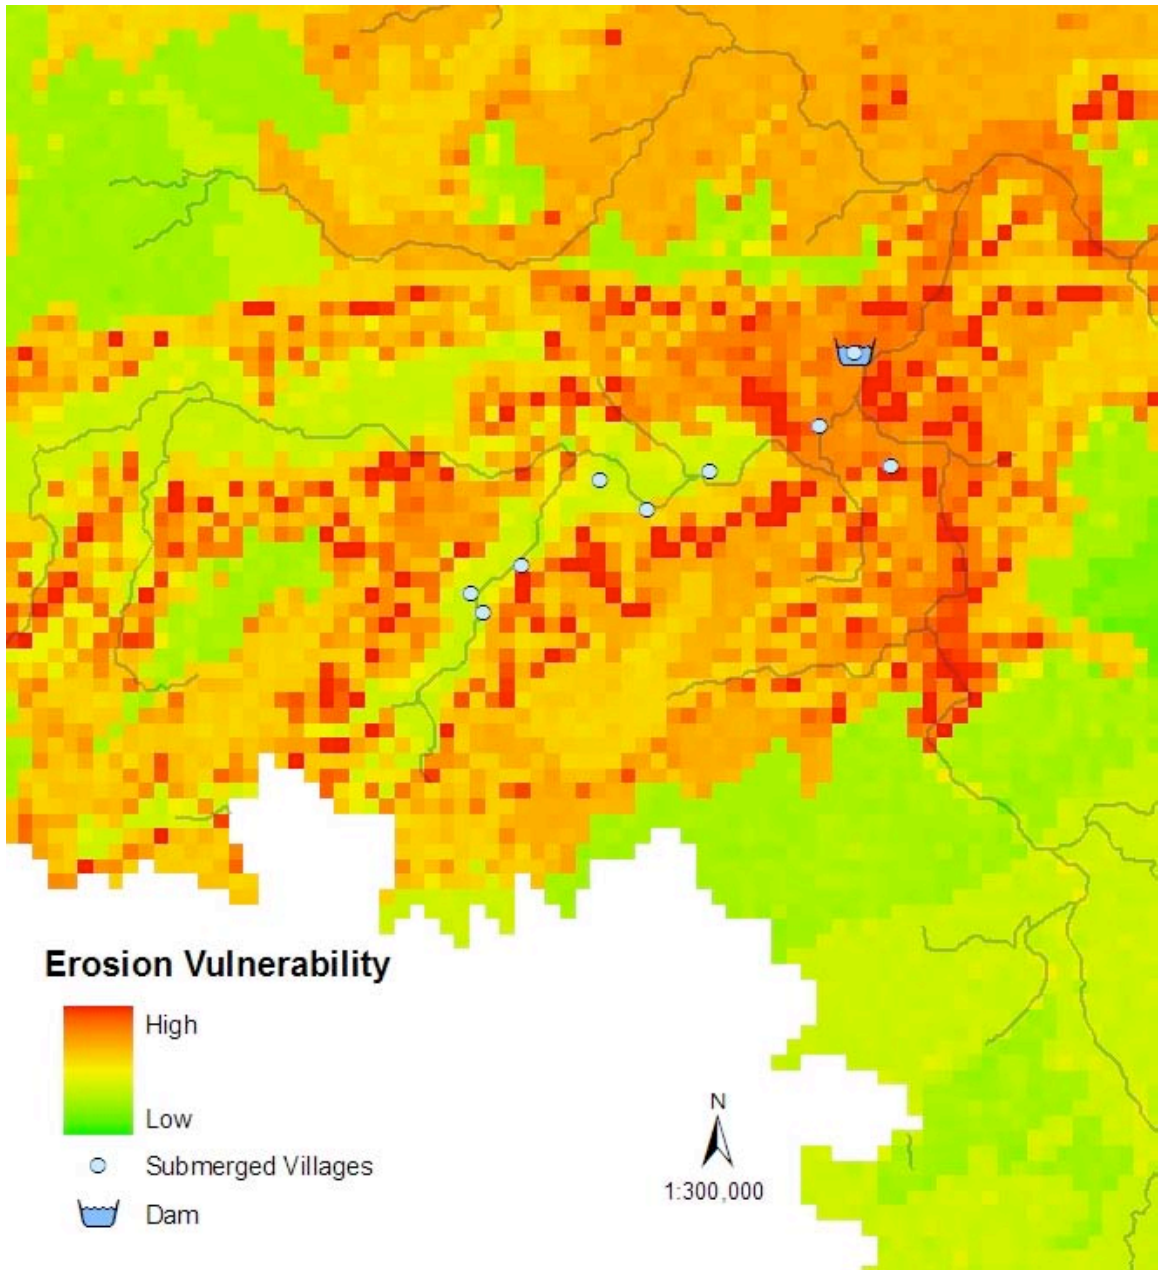 Erosion Vulnerability
High
Low
Submerged Villages
Dam
N
1:300,000